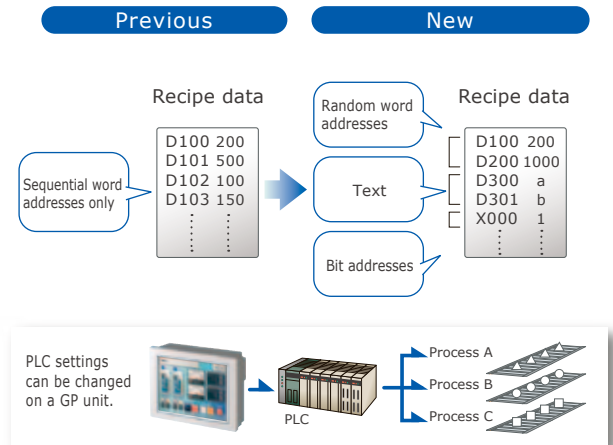 Previous
New
Recipe data
D100 200
D101 500
D102 100
D103 150
Sequential word
addresses only
Random word
addresses
Text
Bit addresses
Recipe data
D100 200
D200 1000
D300 a
D301 b
X000 1
PLC settings
can be changed
on a GP unit.
PLC
Process A
Process B
Process C